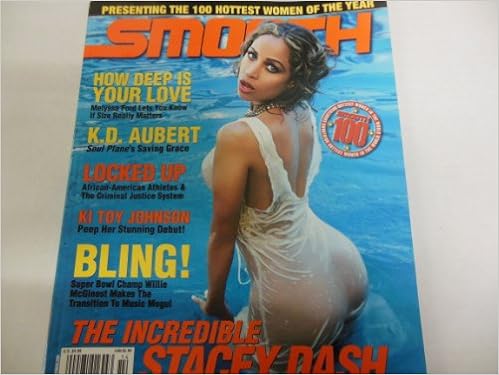 PRESENTING THE 100 HOTTEST WOMEN OF THE YEAR
SMOOTH
HOW DEEP IS
YOUR LOVE
Melyssa Ford Lets You Know
If Size Really Matters
K.D. AUBERT
Soul Plane's Saving Grace
LOCKED UP
African-American Athletes &
The Criminal Justice System
KI TOY JOHNSON
Peep Her Stunning Debut!
BLING!
Super Bowl Champ Willie
McGinest Makes The
Transition To Music Mogul
SMOOTH
100
THE INCREDIBLE
STACEY DASH